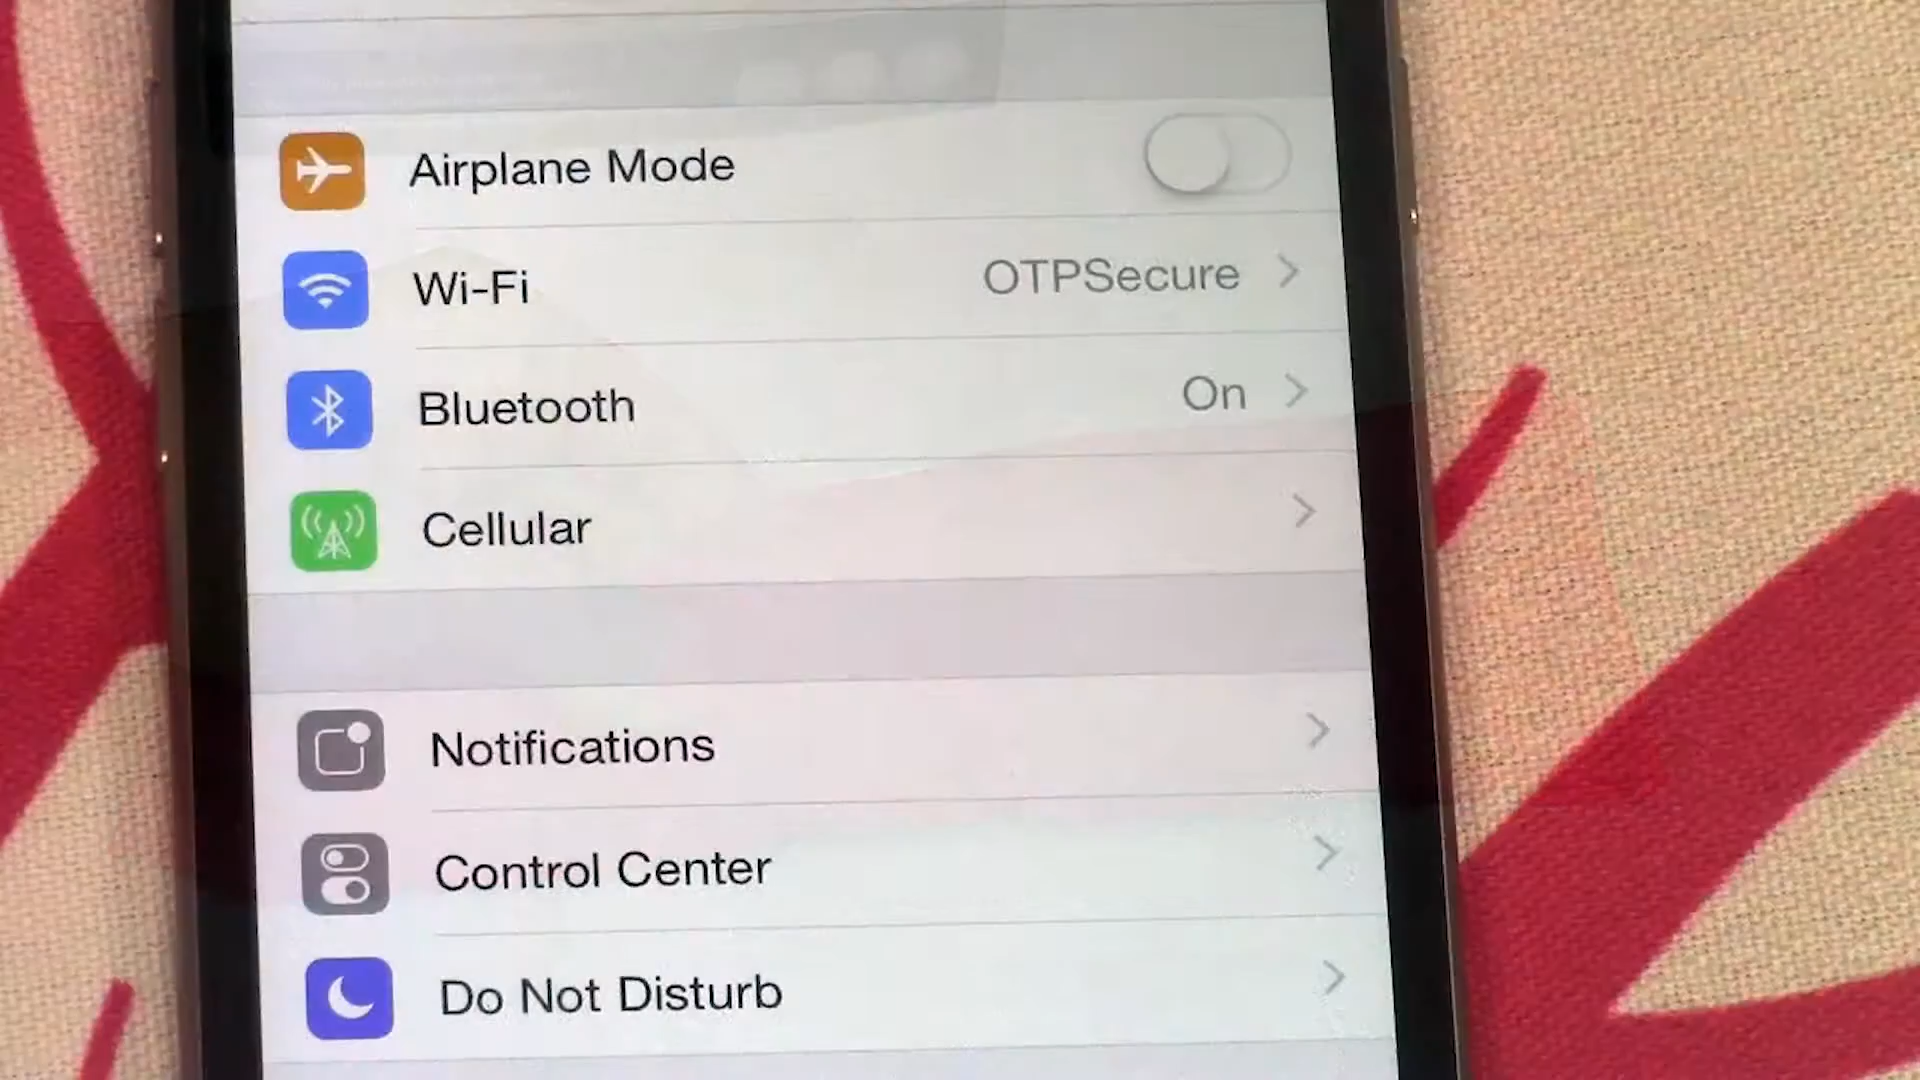 Airplane Mode
Wi-Fi OTPSecure
Bluetooth On
Cellular
Notifications
Control Center
Do Not Disturb